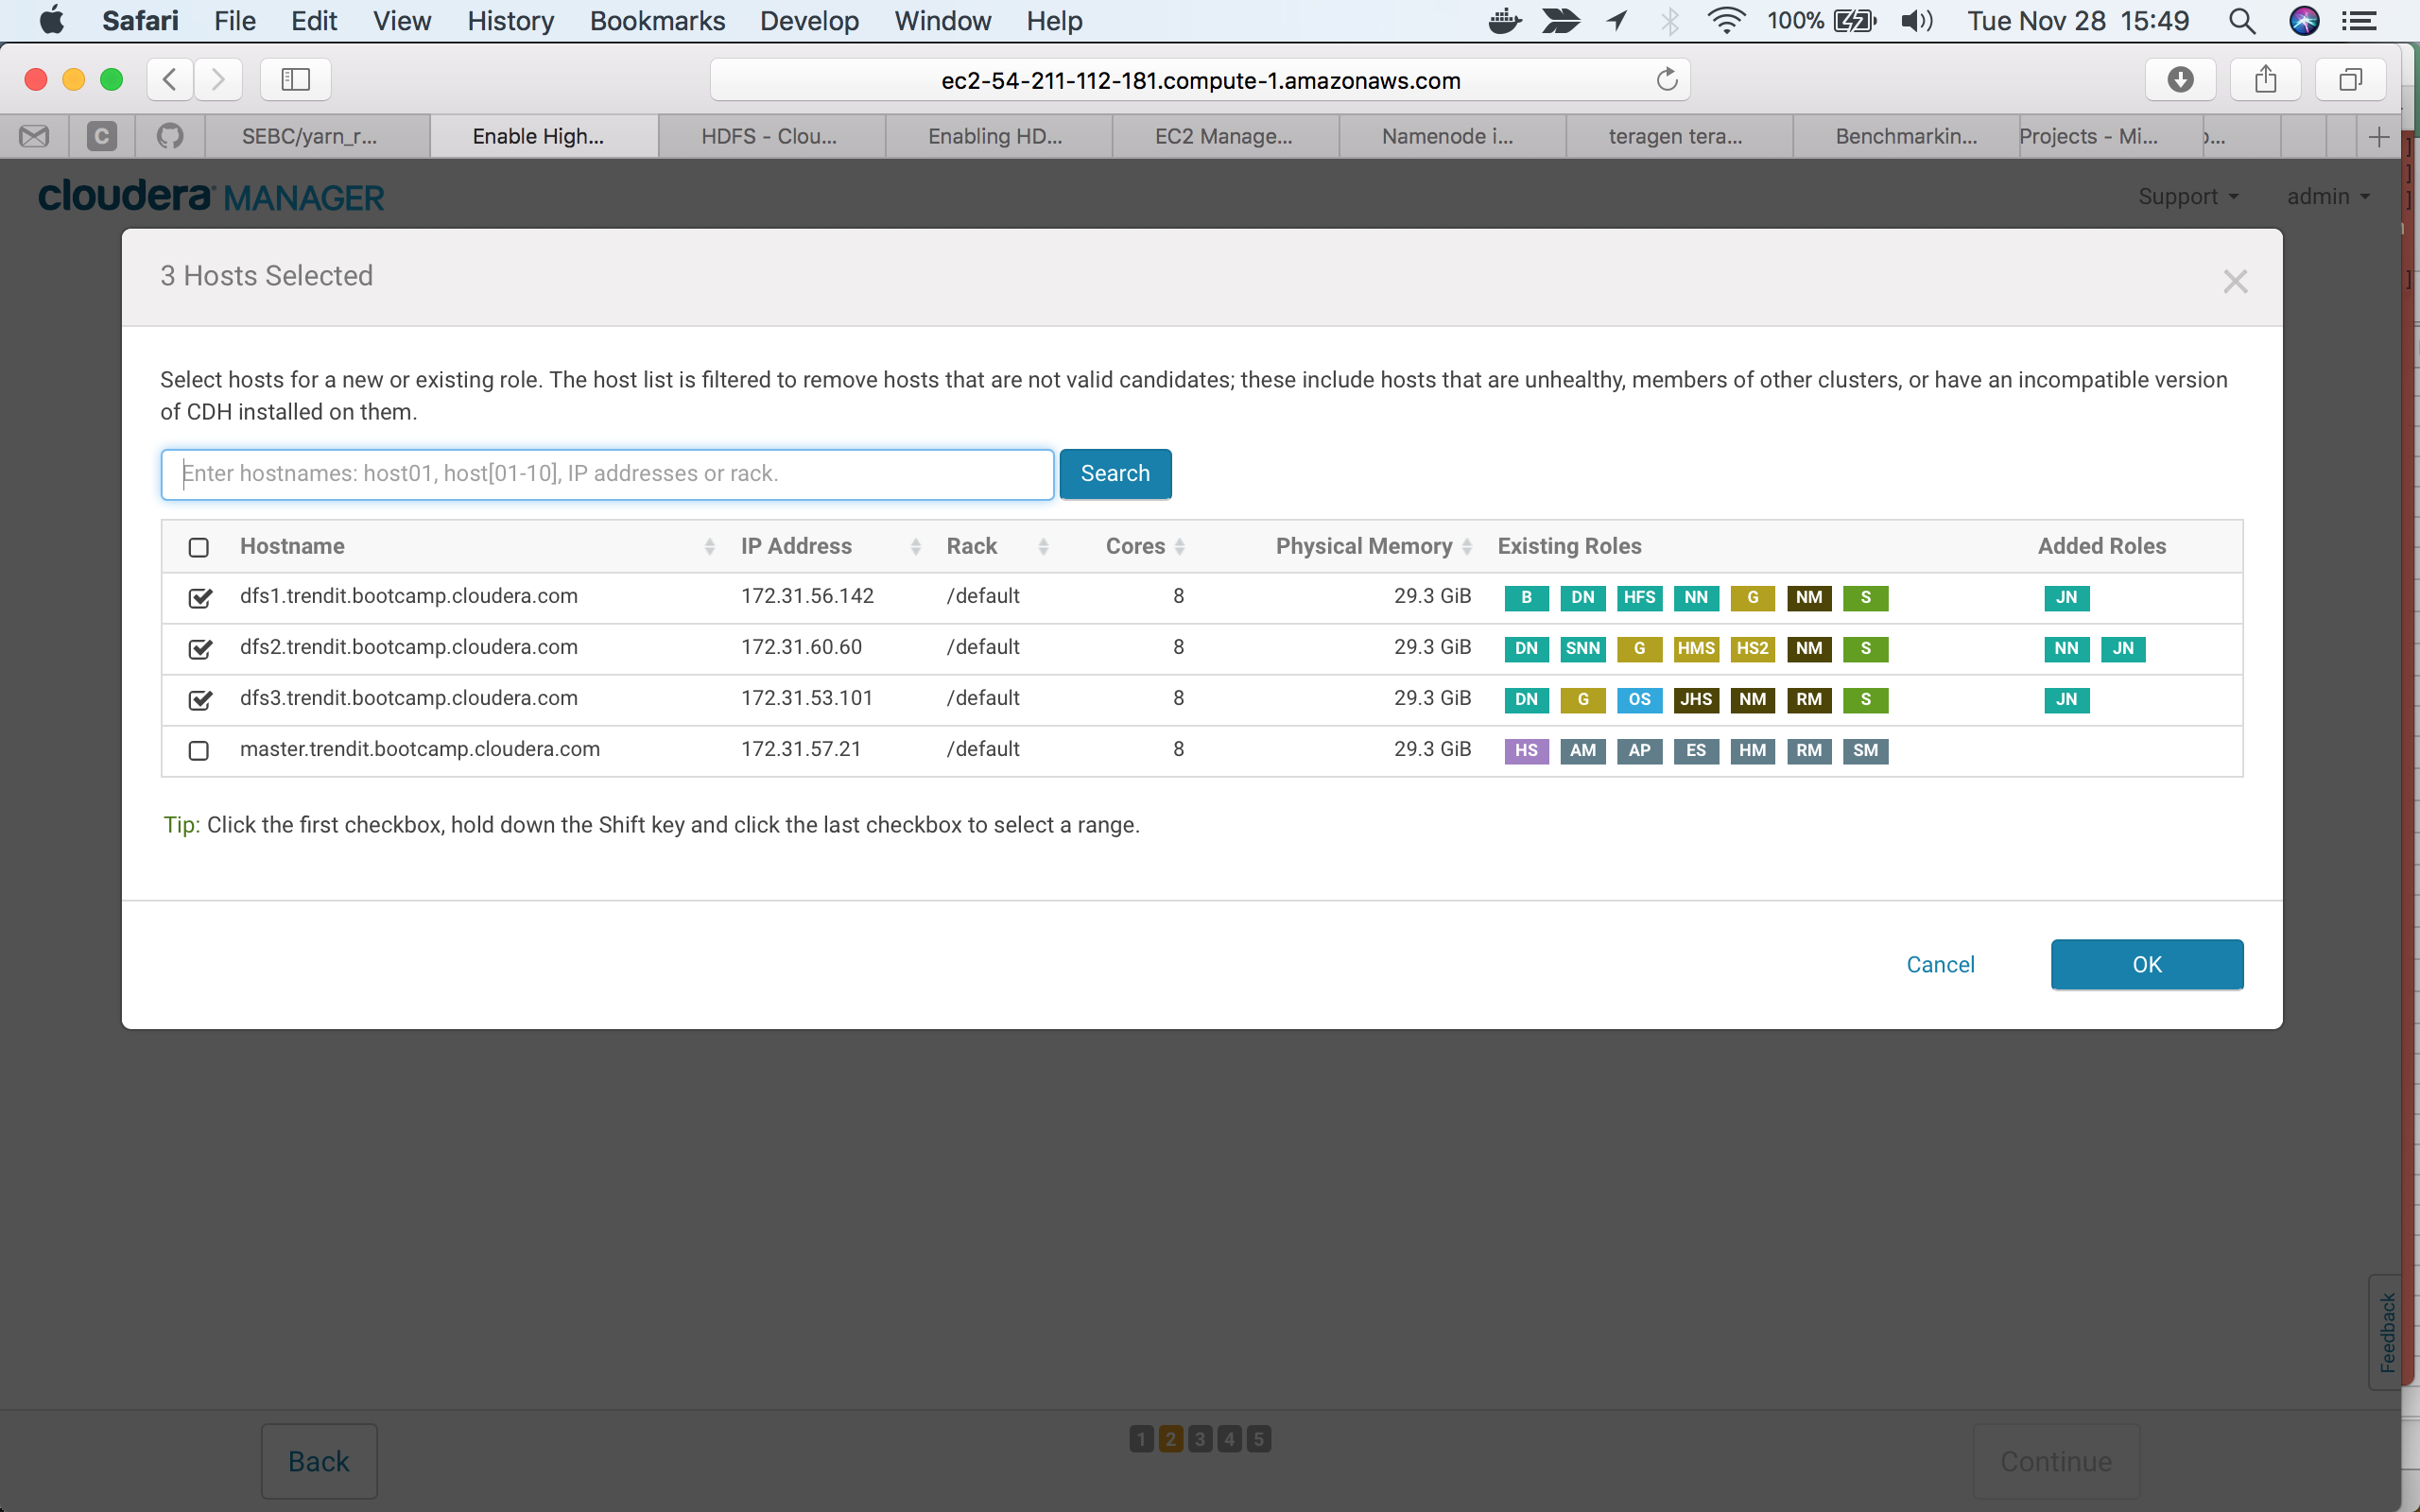 Safari File Edit View History Bookmarks Develop Window Help 100% Tue Nov 28 15:49
ec2-54-211-112-181.compute-1.amazonaws.com
C SEBC/yarn_r... Enable High... HDFS - Clou... Enabling HD... EC2 Manage... Namenode i... teragen tera... Benchmarkin... Projects - Mi...
cloudera MANAGER Support admin
3 Hosts Selected
Select hosts for a new or existing role. The host list is filtered to remove hosts that are not valid candidates; these include hosts that are unhealthy, members of other clusters, or have an incompatible version
of CDH installed on them.
Enter hostnames: host01, host[01-10], IP addresses or rack. Search
Hostname IP Address Rack Cores Physical Memory Existing Roles Added Roles
dfs1.trendit.bootcamp.cloudera.com 172.31.56.142 /default 8 29.3 GiB B DN HFS NN G NM S JN
dfs2.trendit.bootcamp.cloudera.com 172.31.60.60 /default 8 29.3 GiB DN SNN G HMS HS2 NM S NN JN
dfs3.trendit.bootcamp.cloudera.com 172.31.53.101 /default 8 29.3 GiB DN G OS JHS NM RM S JN
master.trendit.bootcamp.cloudera.com 172.31.57.21 /default 8 29.3 GiB HS AM AP ES HM RM SM
Tip: Click the first checkbox, hold down the Shift key and click the last checkbox to select a range.
Cancel OK
Feedback
Back 1 2 3 4 5 Continue